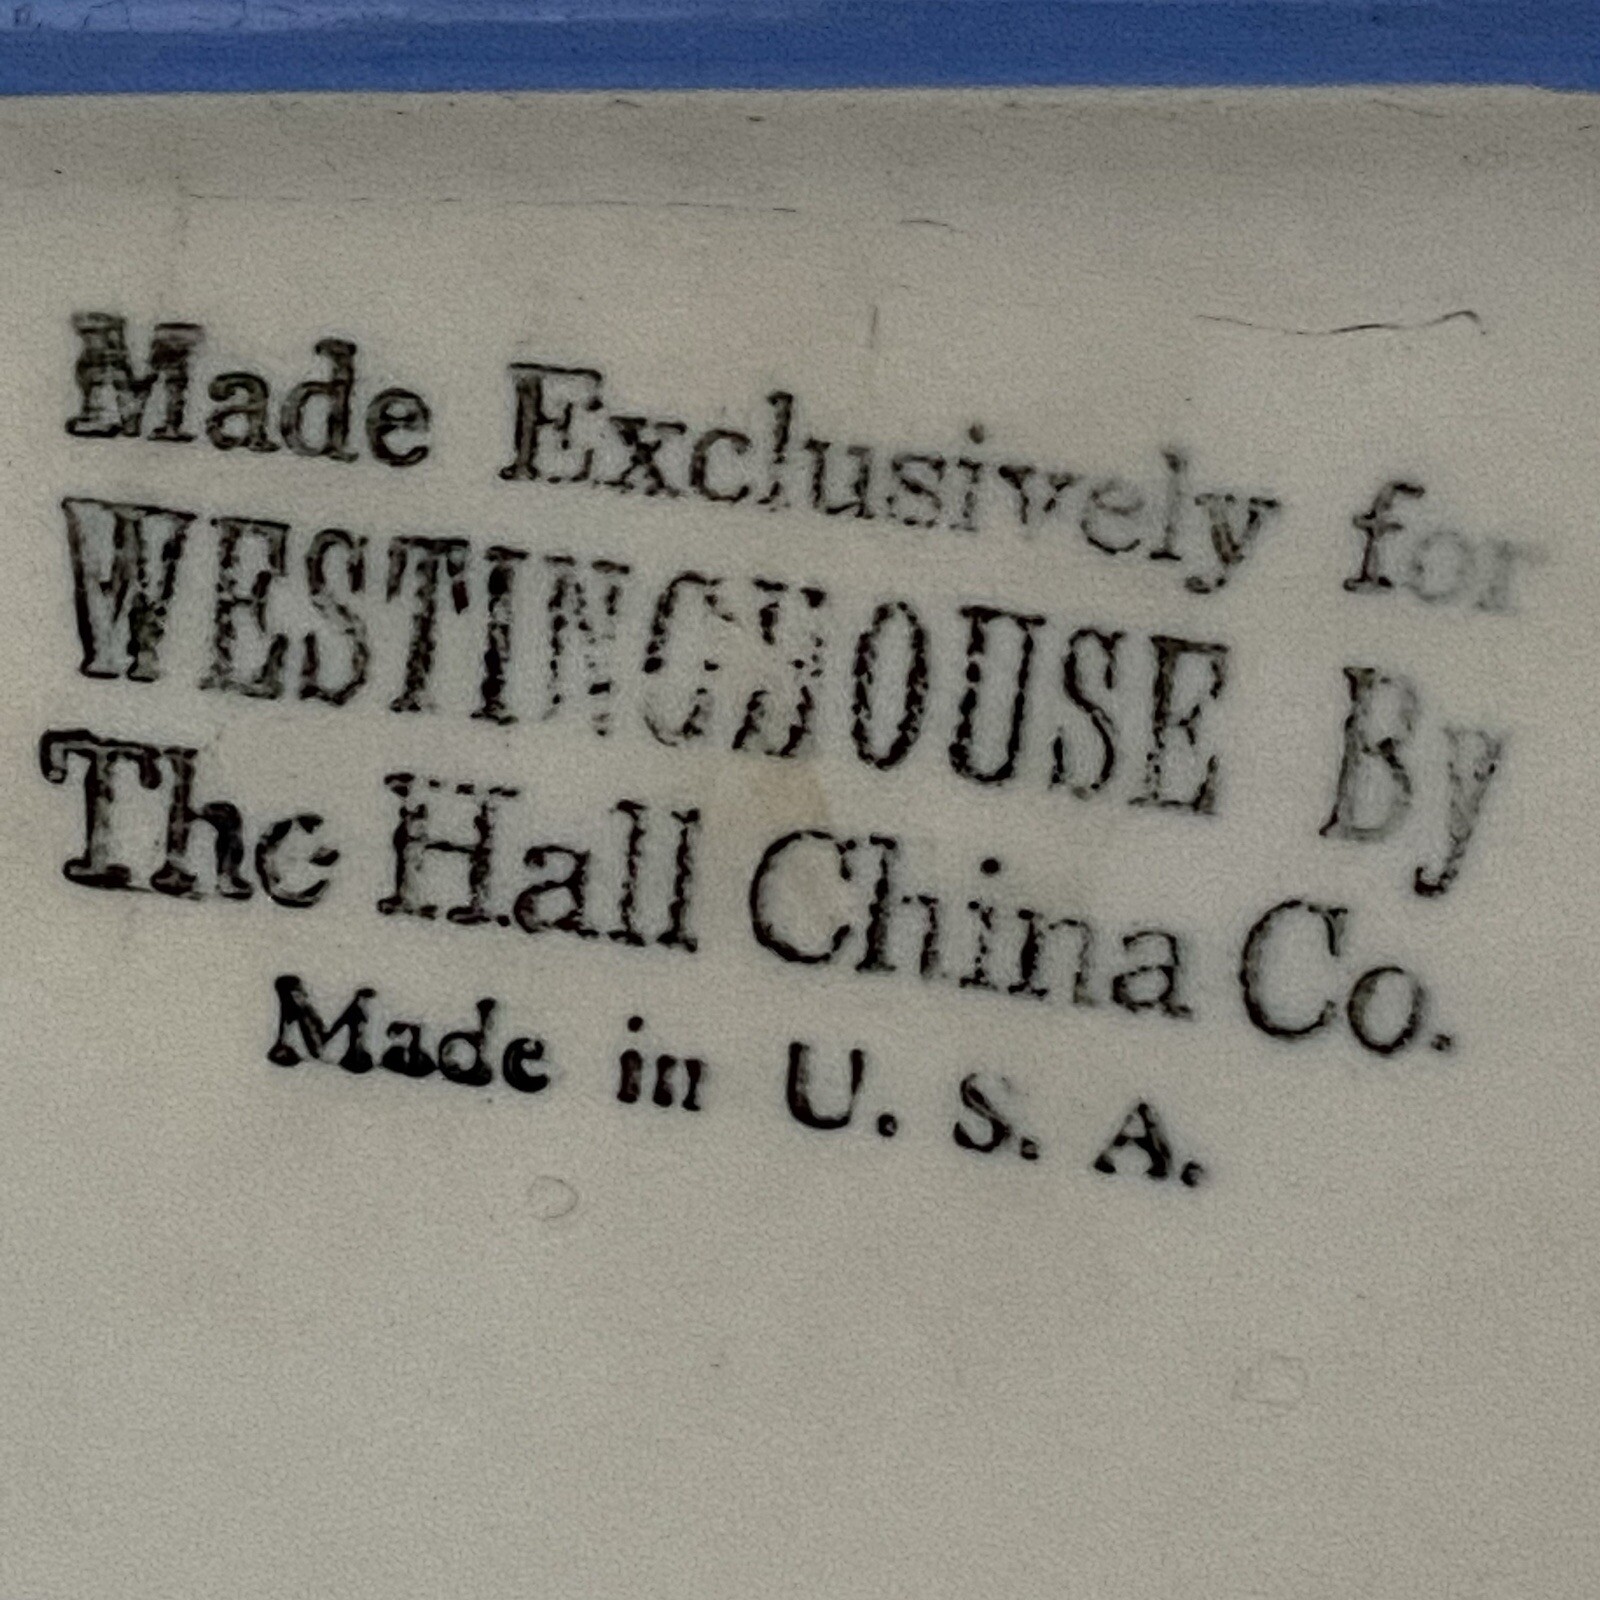 Made Exclusively for
WESTINGHOUSE By
The Hall China Co.
Made in U. S. A.